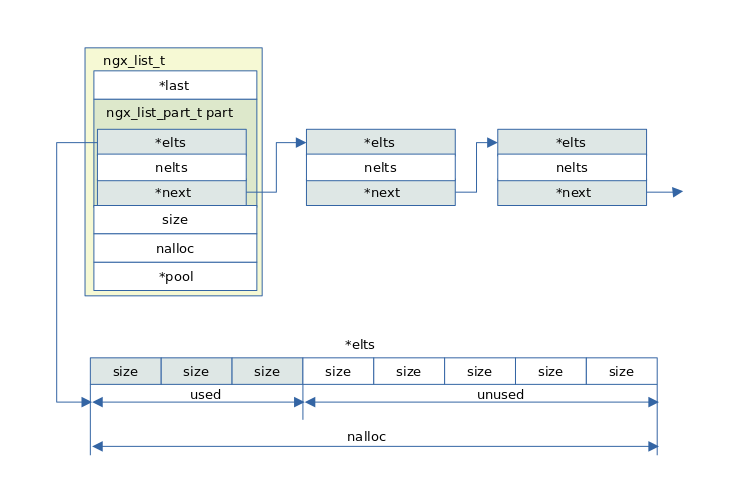 ngx_list_t
*last
ngx_list_part_t part
*elts
nelts
*next
size
nalloc
*pool
*elts
nelts
*next
*elts
nelts
*next
*elts
size size size size size size size size
used unused
nalloc